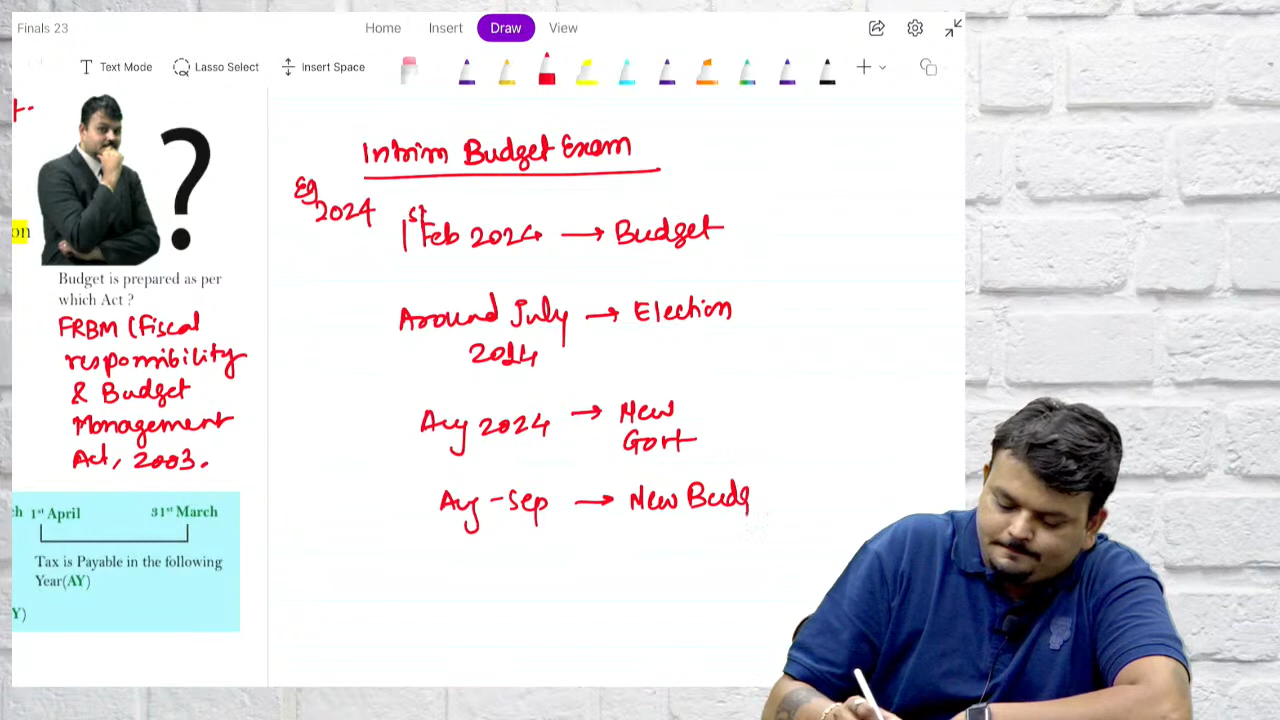 Finals 23
Home Insert Draw View
Text Mode Lasso Select Insert Space
on
Budget is prepared as per
which Act ?
FRBM (Fiscal
responsibility
& Budget
Management
Act, 2003.
1st April 31st March
Tax is Payable in the following
Year(AY)
Y)
Intrim Budget Exam
Eg
2024
1st Feb 2024 → Budget
Around July → Election
2024
Aug 2024 → New
Govt
Aug - Sep → New Budg